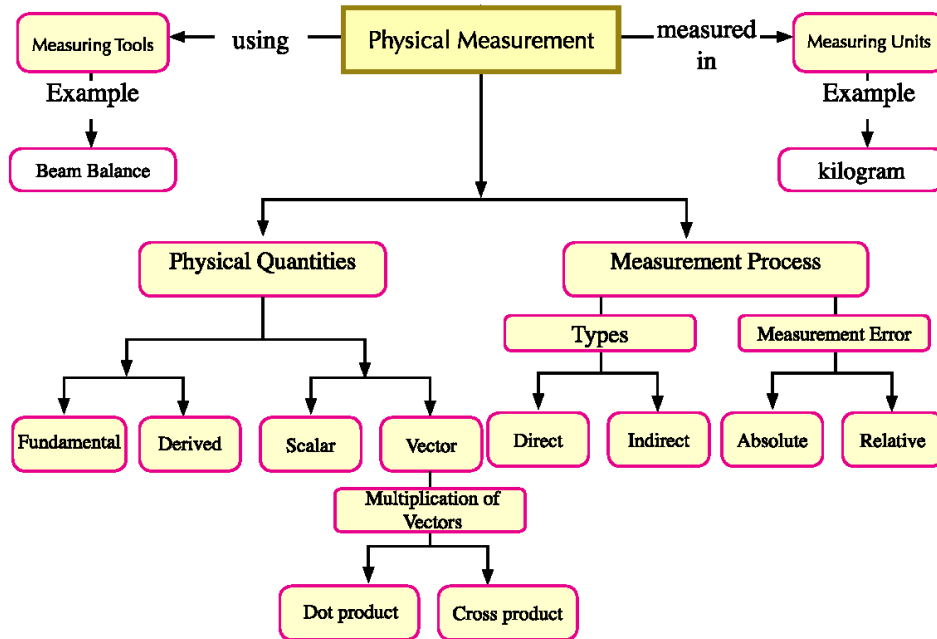 Measuring Tools
using
Physical Measurement
measured
in
Measuring Units
Example
Example
Beam Balance
kilogram
Physical Quantities
Measurement Process
Types
Measurement Error
Fundamental
Derived
Scalar
Vector
Direct
Indirect
Absolute
Relative
Multiplication of
Vectors
Dot product
Cross product